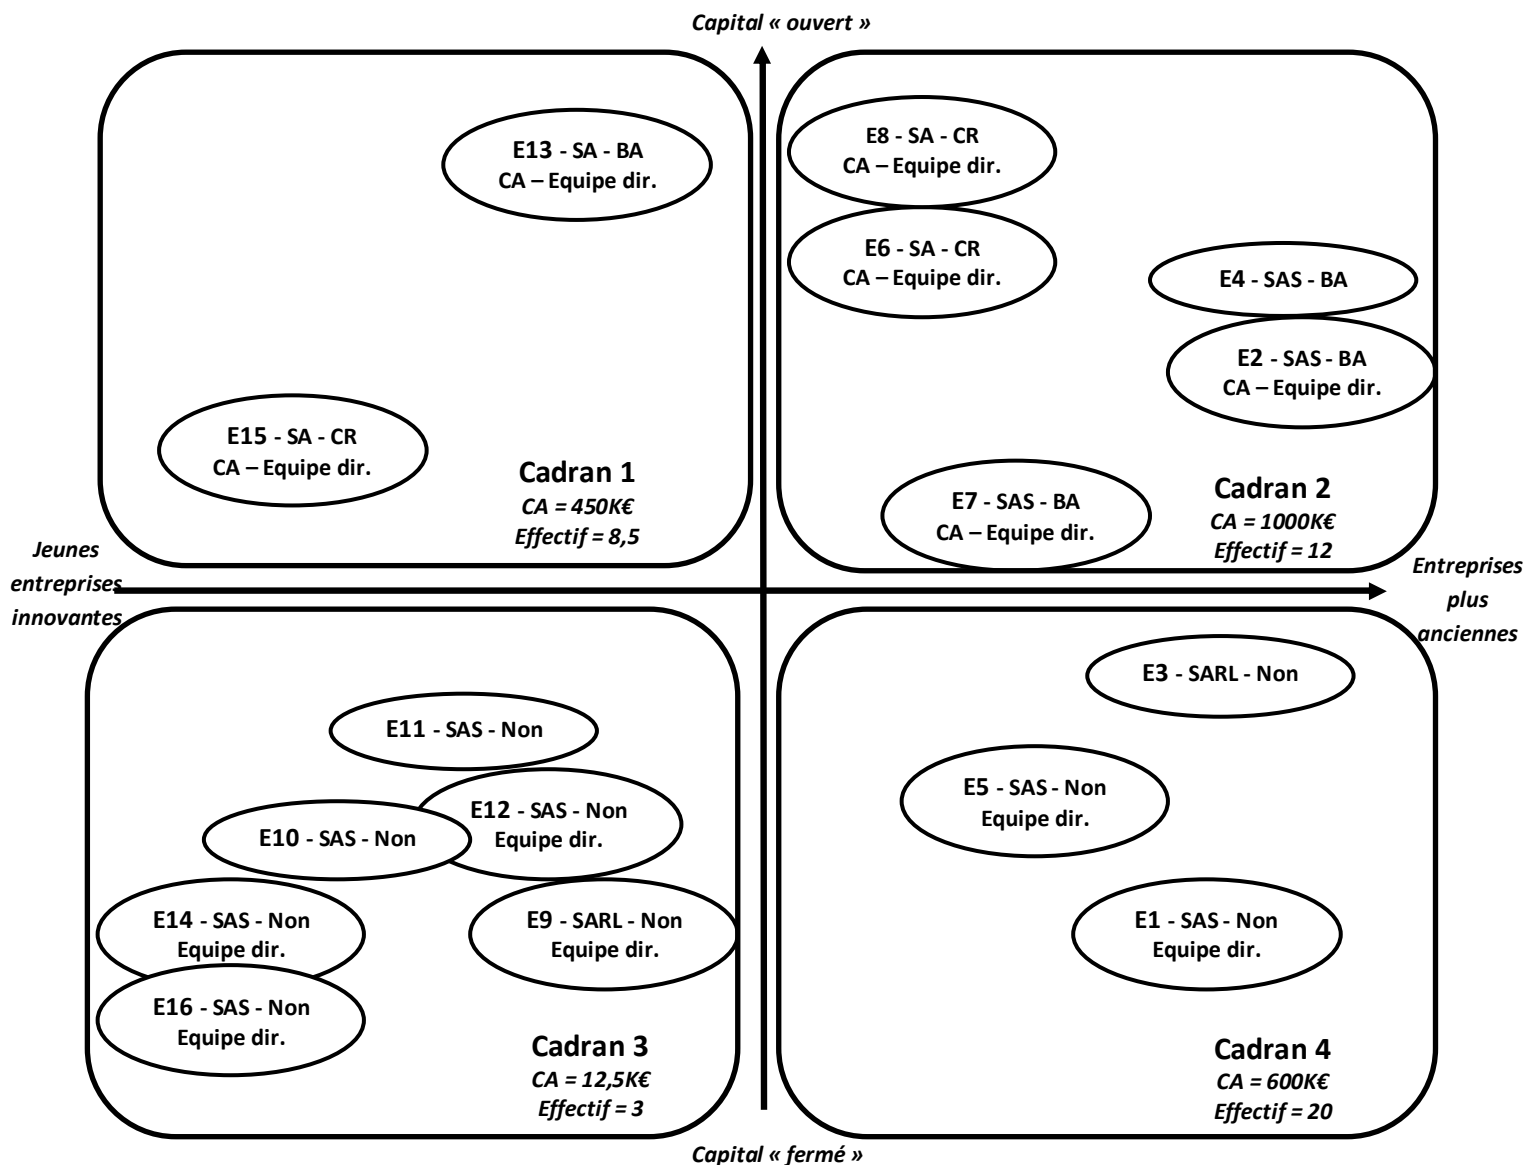 Capital « ouvert »
E13 - SA - BA
CA – Equipe dir.
E15 - SA - CR
CA – Equipe dir.
Cadran 1
CA = 450K€
Effectif = 8,5
E8 - SA - CR
CA – Equipe dir.
E6 - SA - CR
CA – Equipe dir.
E4 - SAS - BA
E2 - SAS - BA
CA – Equipe dir.
E7 - SAS - BA
CA – Equipe dir.
Cadran 2
CA = 1000K€
Effectif = 12
Jeunes
entreprises
innovantes
Entreprises
plus
anciennes
E11 - SAS - Non
E12 - SAS - Non
Equipe dir.
E10 - SAS - Non
E14 - SAS - Non
Equipe dir.
E9 - SARL - Non
Equipe dir.
E16 - SAS - Non
Equipe dir.
Cadran 3
CA = 12,5K€
Effectif = 3
E3 - SARL - Non
E5 - SAS - Non
Equipe dir.
E1 - SAS - Non
Equipe dir.
Cadran 4
CA = 600K€
Effectif = 20
Capital « fermé »